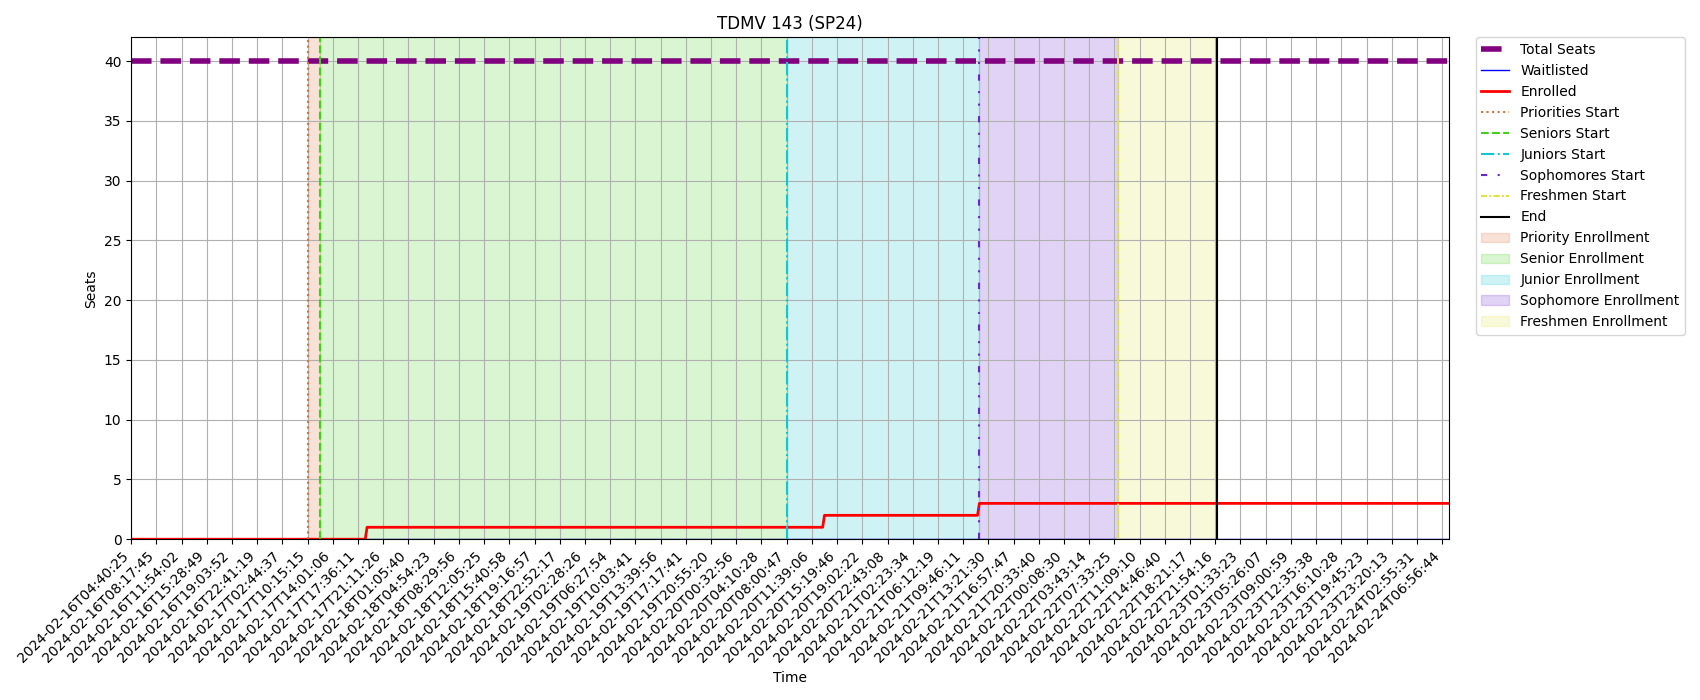 TDMV 143 (SP24)
Seats
40
35
30
25
20
15
10
5
0
2024-02-16T04:40:25
2024-02-16T08:17:45
2024-02-16T11:54:02
2024-02-16T15:28:49
2024-02-16T19:03:52
2024-02-16T22:41:19
2024-02-17T02:44:37
2024-02-17T10:15:15
2024-02-17T14:01:06
2024-02-17T17:36:11
2024-02-17T21:11:26
2024-02-18T01:05:40
2024-02-18T04:54:23
2024-02-18T08:29:56
2024-02-18T12:05:25
2024-02-18T15:40:58
2024-02-18T19:16:57
2024-02-18T22:52:17
2024-02-19T02:28:26
2024-02-19T06:27:54
2024-02-19T10:03:41
2024-02-19T13:39:56
2024-02-19T17:17:41
2024-02-19T20:55:20
2024-02-20T00:32:56
2024-02-20T04:10:28
2024-02-20T08:00:47
2024-02-20T11:39:06
2024-02-20T15:19:46
2024-02-20T19:02:22
2024-02-20T22:43:08
2024-02-21T02:23:34
2024-02-21T06:12:19
2024-02-21T09:46:11
2024-02-21T13:21:30
2024-02-21T16:57:47
2024-02-21T20:33:40
2024-02-22T00:08:30
2024-02-22T03:43:14
2024-02-22T07:33:25
2024-02-22T11:09:10
2024-02-22T14:46:40
2024-02-22T18:21:17
2024-02-22T21:54:16
2024-02-23T01:33:23
2024-02-23T05:26:07
2024-02-23T09:00:59
2024-02-23T12:35:38
2024-02-23T16:10:28
2024-02-23T19:45:23
2024-02-23T23:20:13
2024-02-24T02:55:31
2024-02-24T06:56:44
Time
Total Seats
Waitlisted
Enrolled
Priorities Start
Seniors Start
Juniors Start
Sophomores Start
Freshmen Start
End
Priority Enrollment
Senior Enrollment
Junior Enrollment
Sophomore Enrollment
Freshmen Enrollment